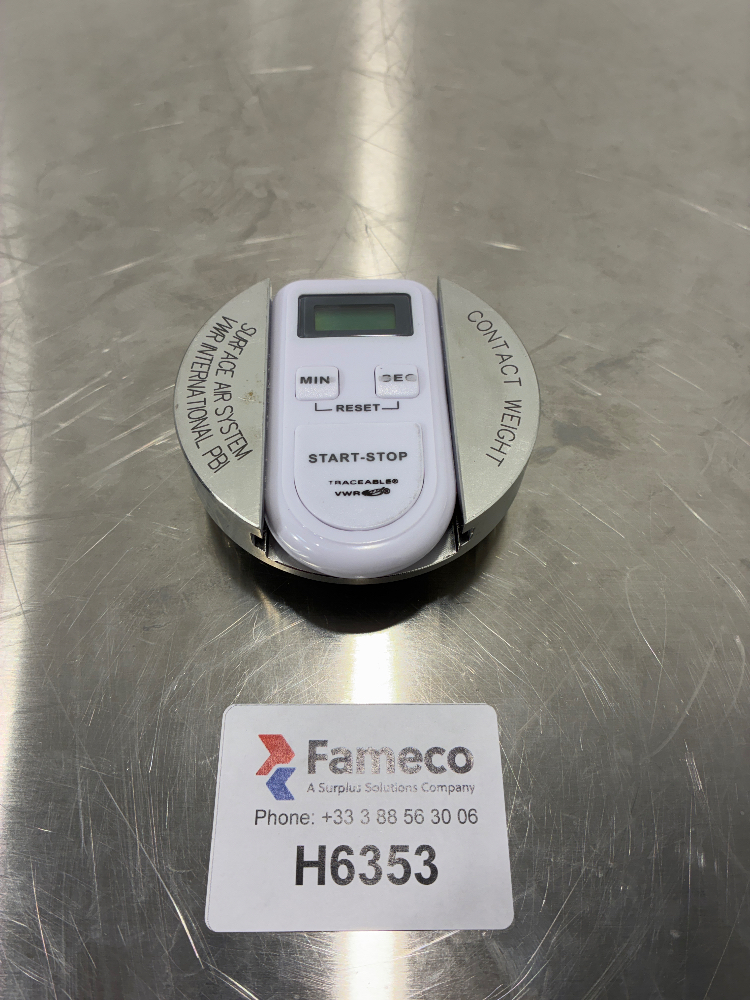 SURFACE AIR SYSTEM
VWR INTERNATIONAL PBI
CONTACT WEIGHT
MIN
RESET
START-STOP
TRACEABLE®
VWR
Fameco
A Surplus Solutions Company
Phone: +33 3 88 56 30 06
H6353